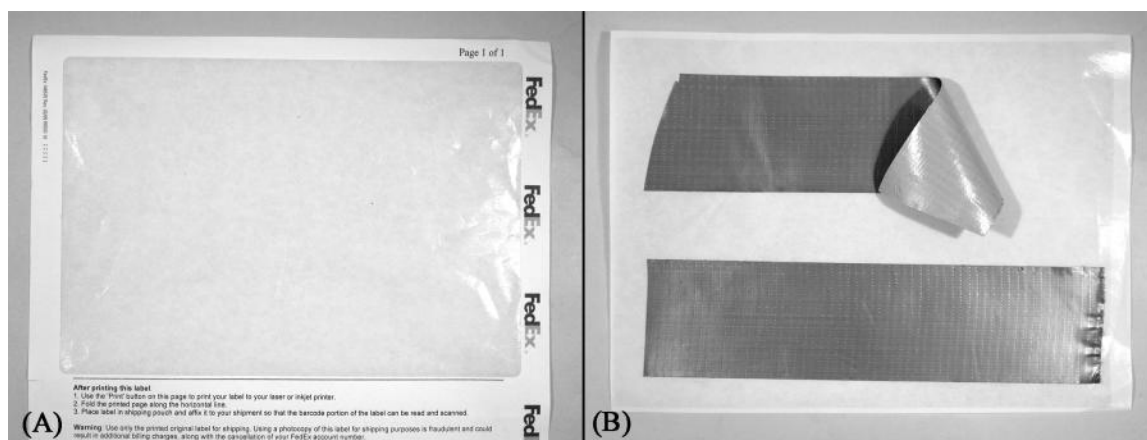 Page 1 of 1
FedEx.
FedEx.
FedEx.
FedEx
After printing this label:
1. Use the 'Print' button on this page to print your label to your laser or inkjet printer.
2. Fold the printed page along the horizontal line.
3. Place label in shipping pouch and affix it to your shipment so that the barcode portion of the label can be read and scanned.
Warning: Use only the printed original label for shipping. Using a photocopy of this label for shipping purposes is fraudulent and could
result in additional billing charges, along with the cancellation of your FedEx account number.
(A)
(B)